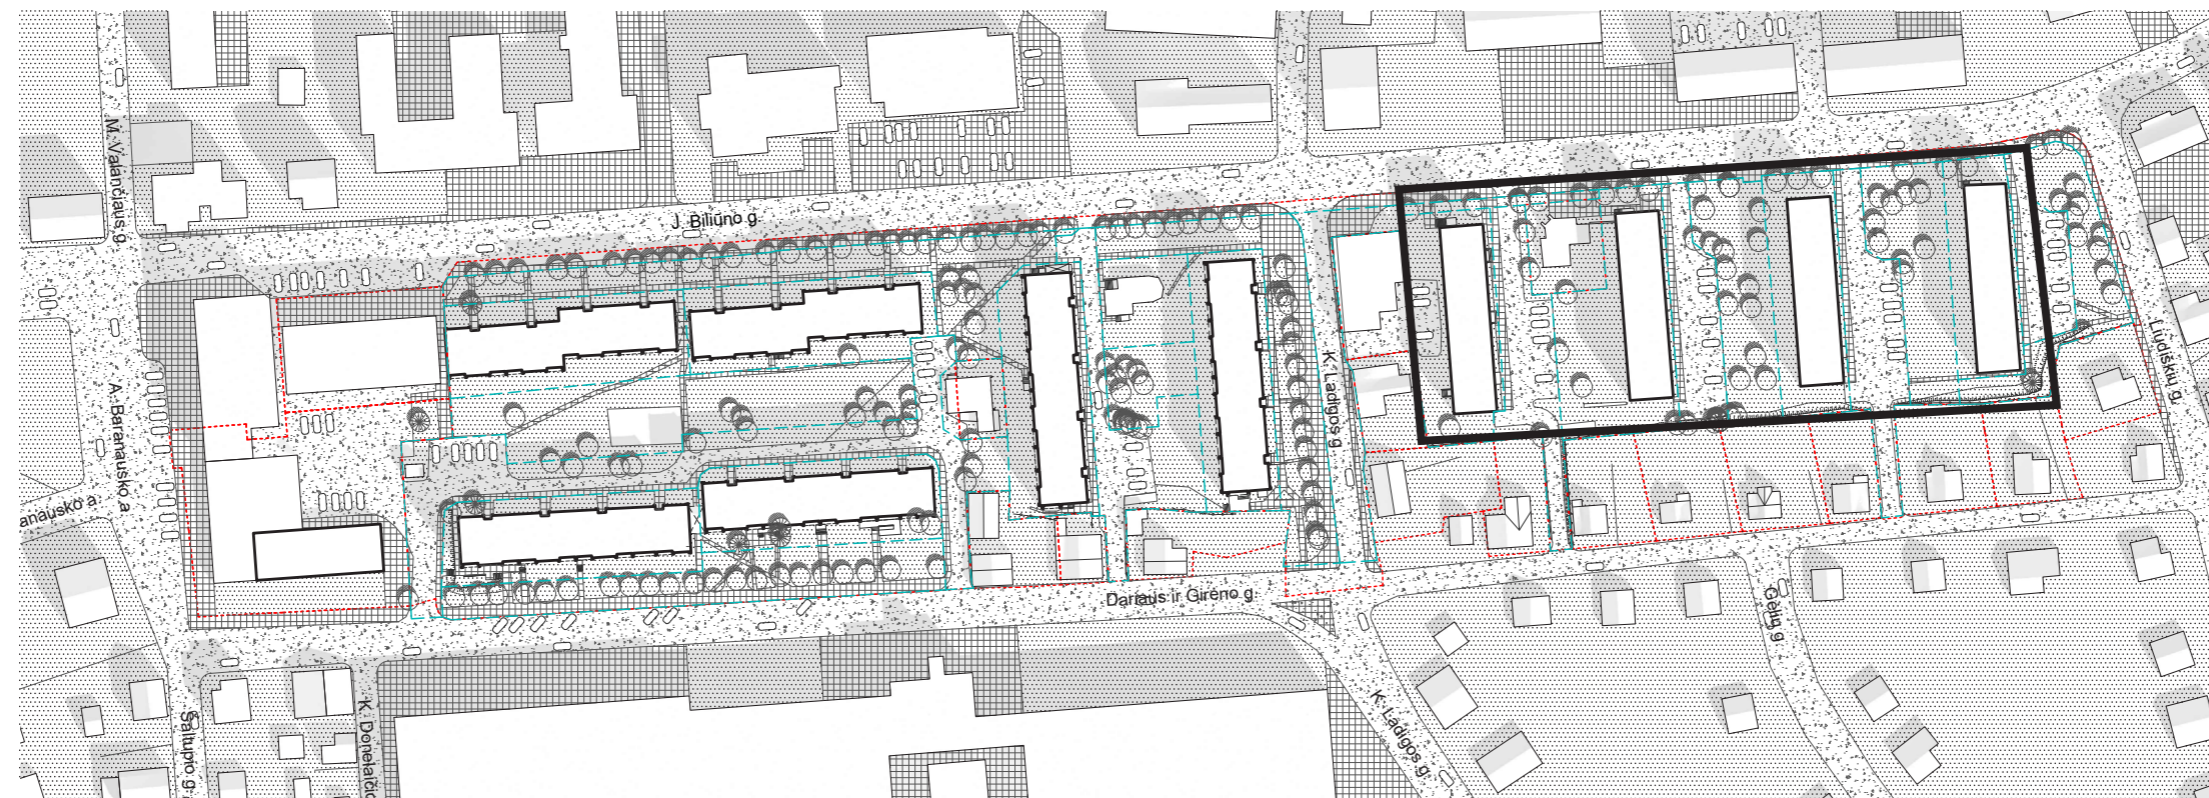 M. Valančiaus g.
J. Biliūno g.
A. Baranausko a
anausko a.
K. Ladigos g.
Liudiškių g.
Dariaus ir Girėno g.
Gėlių g.
K. Ladigos g.
Šaltupio g.
K. Donelaičio